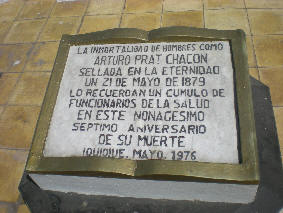 LA INMORTALIDAD DE HOMBRES COMO
ARTURO PRAT CHACON
SELLADA EN LA ETERNIDAD
UN 21 DE MAYO DE 1879
LO RECUERDAN UN CUMULO DE
FUNCIONARIOS DE LA SALUD
EN ESTE NONAGESIMO
SEPTIMO ANIVERSARIO
DE SU MUERTE
IQUIQUE, MAYO, 1976